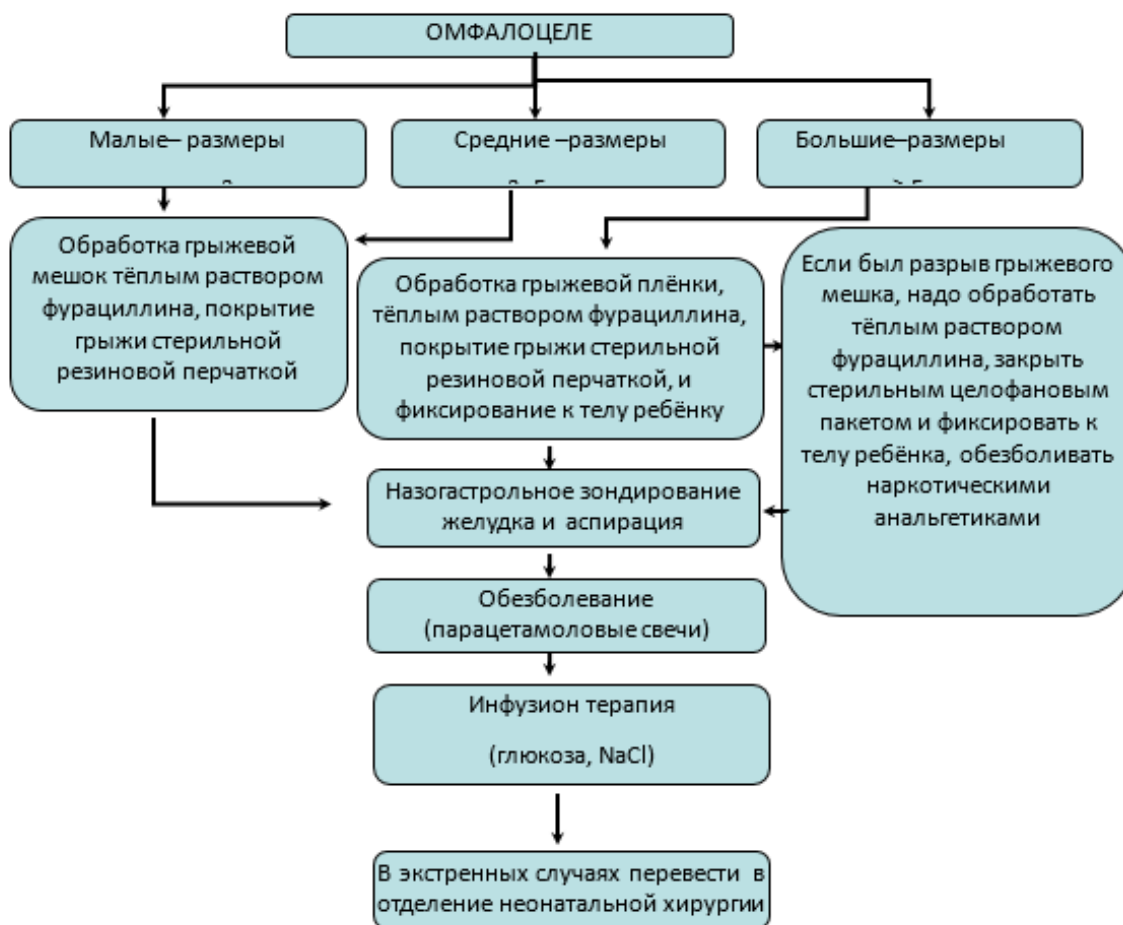 ОМФАЛОЦЕЛЕ
Малые– размеры
Средние –размеры
Большие–размеры
Обработка грыжевой
мешок тёплым раствором
фурациллина, покрытие
грыжи стерильной
резиновой перчаткой
Обработка грыжевой плёнки,
тёплым раствором фурациллина,
покрытие грыжи стерильной
резиновой перчаткой, и
фиксирование к телу ребёнку
Если был разрыв грыжевого
мешка, надо обработать
тёплым раствором
фурациллина, закрыть
стерильным целофановым
пакетом и фиксировать к
телу ребёнка, обезболивать
наркотическими
анальгетиками
Назогастрольное зондирование
желудка и аспирация
Обезболевание
(парацетамоловые свечи)
Инфузион терапия
(глюкоза, NaCl)
В экстренных случаях перевести в
отделение неонатальной хирургии